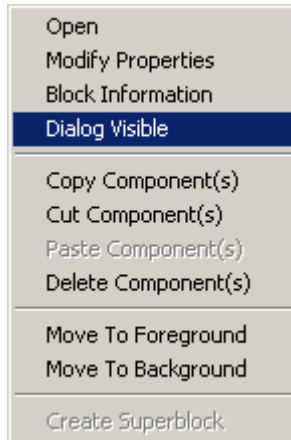 Open
Modify Properties
Block Information
Dialog Visible
Copy Component(s)
Cut Component(s)
Paste Component(s)
Delete Component(s)
Move To Foreground
Move To Background
Create Superblock